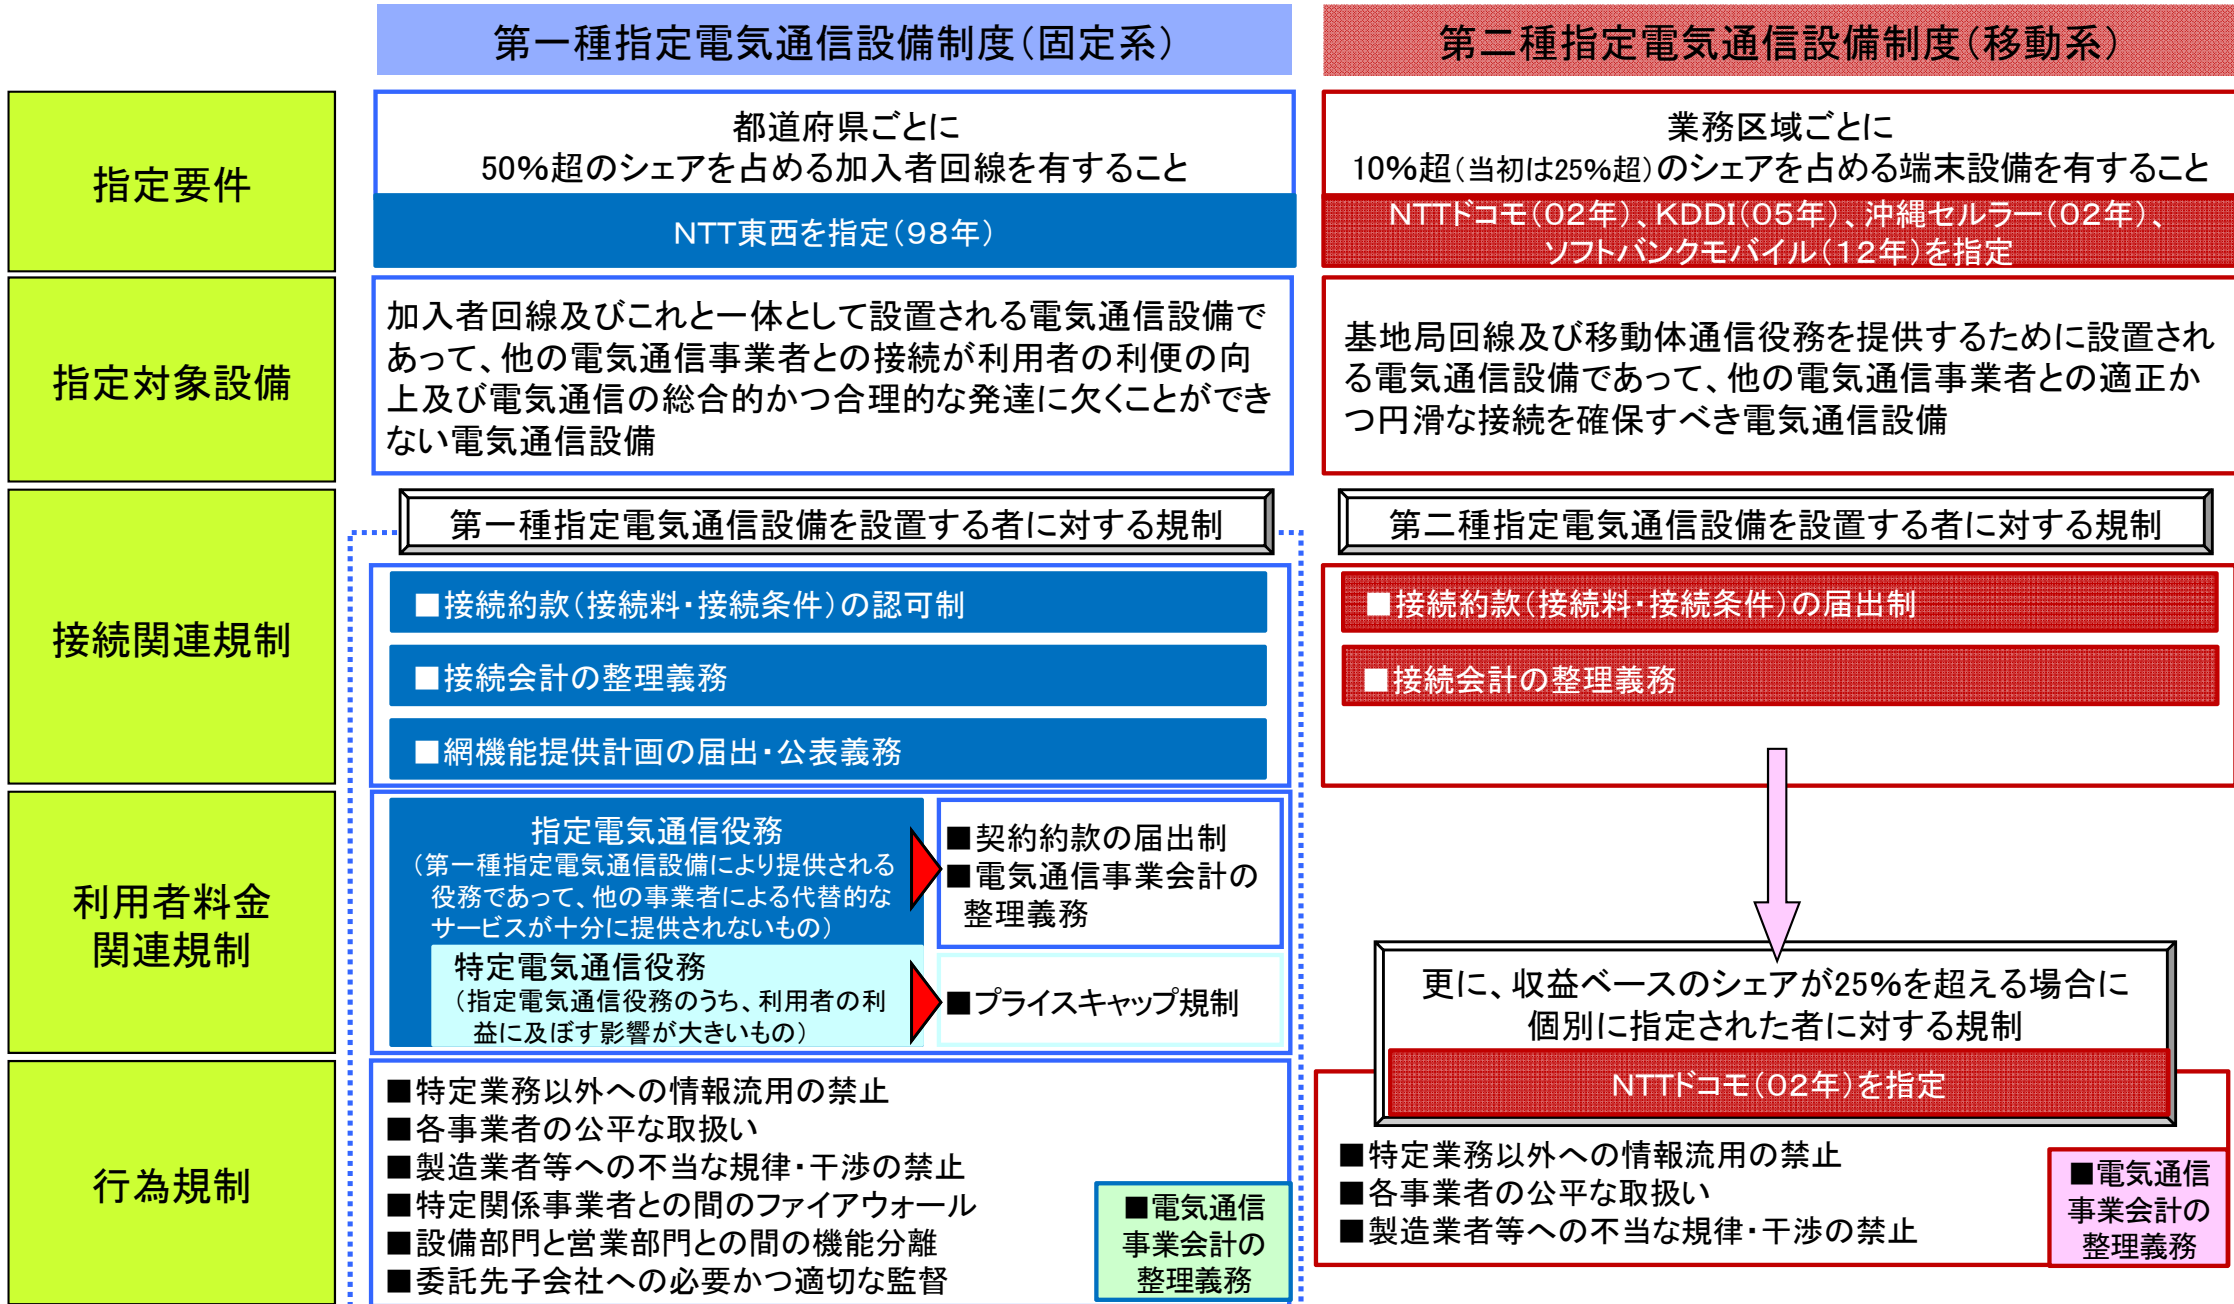 第一種指定電気通信設備制度（固定系）
第二種指定電気通信設備制度（移動系）
指定要件
都道府県ごとに
50%超のシェアを占める加入者回線を有すること
NTT東西を指定（98年）
業務区域ごとに
10%超（当初は25%超）のシェアを占める端末設備を有すること
NTTドコモ（02年）、KDDI（05年）、沖縄セルラー（02年）、
ソフトバンクモバイル（12年）を指定
指定対象設備
加入者回線及びこれと一体として設置される電気通信設備で
あって、他の電気通信事業者との接続が利用者の利便の向
上及び電気通信の総合的かつ合理的な発達に欠くことができ
ない電気通信設備
基地局回線及び移動体通信役務を提供するために設置され
る電気通信設備であって、他の電気通信事業者との適正か
つ円滑な接続を確保すべき電気通信設備
接続関連規制
第一種指定電気通信設備を設置する者に対する規制
■接続約款（接続料・接続条件）の認可制
■接続会計の整理義務
■網機能提供計画の届出・公表義務
第二種指定電気通信設備を設置する者に対する規制
■接続約款（接続料・接続条件）の届出制
■接続会計の整理義務
利用者料金
関連規制
指定電気通信役務
（第一種指定電気通信設備により提供される
役務であって、他の事業者による代替的な
サービスが十分に提供されないもの）
■契約約款の届出制
■電気通信事業会計の
整理義務
特定電気通信役務
（指定電気通信役務のうち、利用者の利
益に及ぼす影響が大きいもの）
■プライスキャップ規制
更に、収益ベースのシェアが25%を超える場合に
個別に指定された者に対する規制
NTTドコモ（02年）を指定
行為規制
■特定業務以外への情報流用の禁止
■各事業者の公平な取扱い
■製造業者等への不当な規律・干渉の禁止
■特定関係事業者との間のファイアウォール
■設備部門と営業部門との間の機能分離
■委託先子会社への必要かつ適切な監督
■電気通信
事業会計の
整理義務
■特定業務以外への情報流用の禁止
■各事業者の公平な取扱い
■製造業者等への不当な規律・干渉の禁止
■電気通信
事業会計の
整理義務